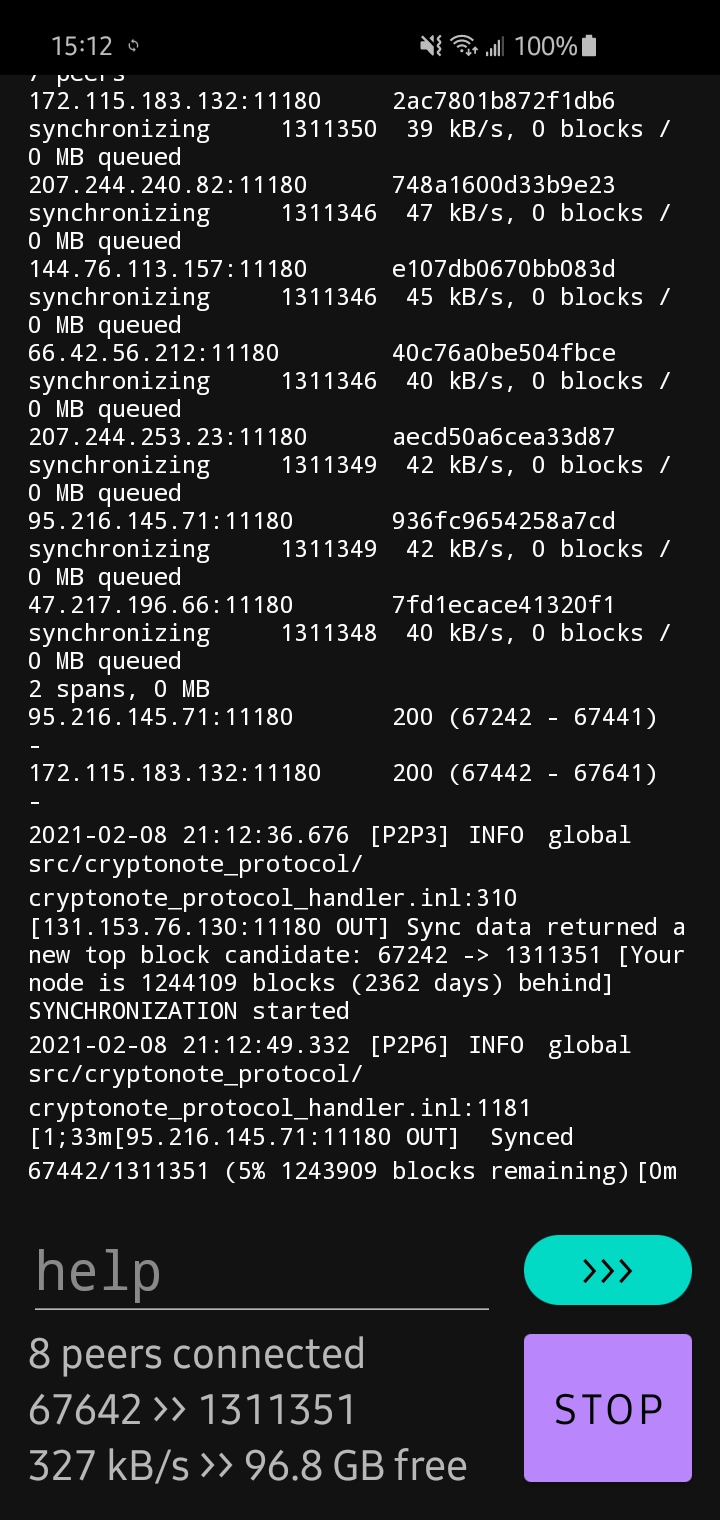 15:12 100%
7 peers
172.115.183.132:11180 2ac7801b872f1db6
synchronizing 1311350 39 kB/s, 0 blocks /
0 MB queued
207.244.240.82:11180 748a1600d33b9e23
synchronizing 1311346 47 kB/s, 0 blocks /
0 MB queued
144.76.113.157:11180 e107db0670bb083d
synchronizing 1311346 45 kB/s, 0 blocks /
0 MB queued
66.42.56.212:11180 40c76a0be504fbce
synchronizing 1311346 40 kB/s, 0 blocks /
0 MB queued
207.244.253.23:11180 aecd50a6cea33d87
synchronizing 1311349 42 kB/s, 0 blocks /
0 MB queued
95.216.145.71:11180 936fc9654258a7cd
synchronizing 1311349 42 kB/s, 0 blocks /
0 MB queued
47.217.196.66:11180 7fd1ecace41320f1
synchronizing 1311348 40 kB/s, 0 blocks /
0 MB queued
2 spans, 0 MB
95.216.145.71:11180 200 (67242 - 67441)
-
172.115.183.132:11180 200 (67442 - 67641)
-
2021-02-08 21:12:36.676 [P2P3] INFO global
src/cryptonote_protocol/
cryptonote_protocol_handler.inl:310
[131.153.76.130:11180 OUT] Sync data returned a
new top block candidate: 67242 -> 1311351 [Your
node is 1244109 blocks (2362 days) behind]
SYNCHRONIZATION started
2021-02-08 21:12:49.332 [P2P6] INFO global
src/cryptonote_protocol/
cryptonote_protocol_handler.inl:1181
[1;33m[95.216.145.71:11180 OUT] Synced
67442/1311351 (5% 1243909 blocks remaining)[0m
help >>>
8 peers connected
67642 >> 1311351
327 kB/s >> 96.8 GB free
STOP